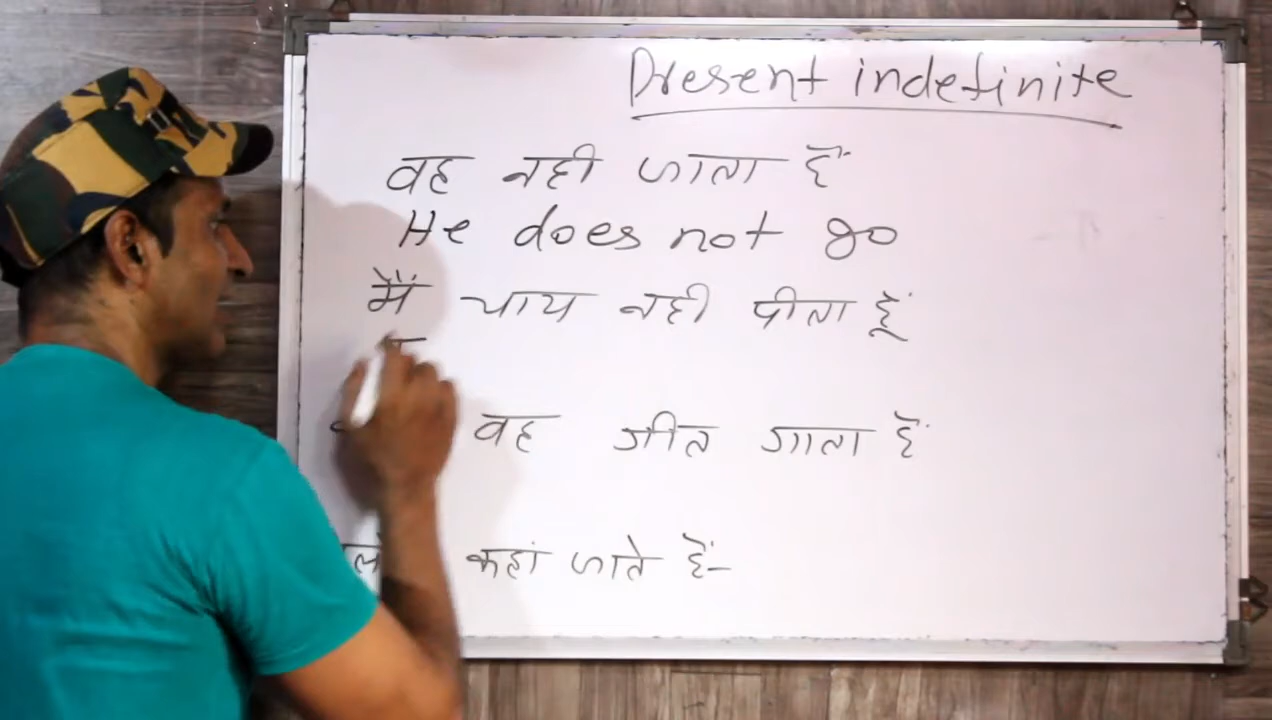 Present indefinite
वह नही जाता है
He does not go
मैं चाय नही पीता हूं
वह गीत गाता है
कहां जाते हैं